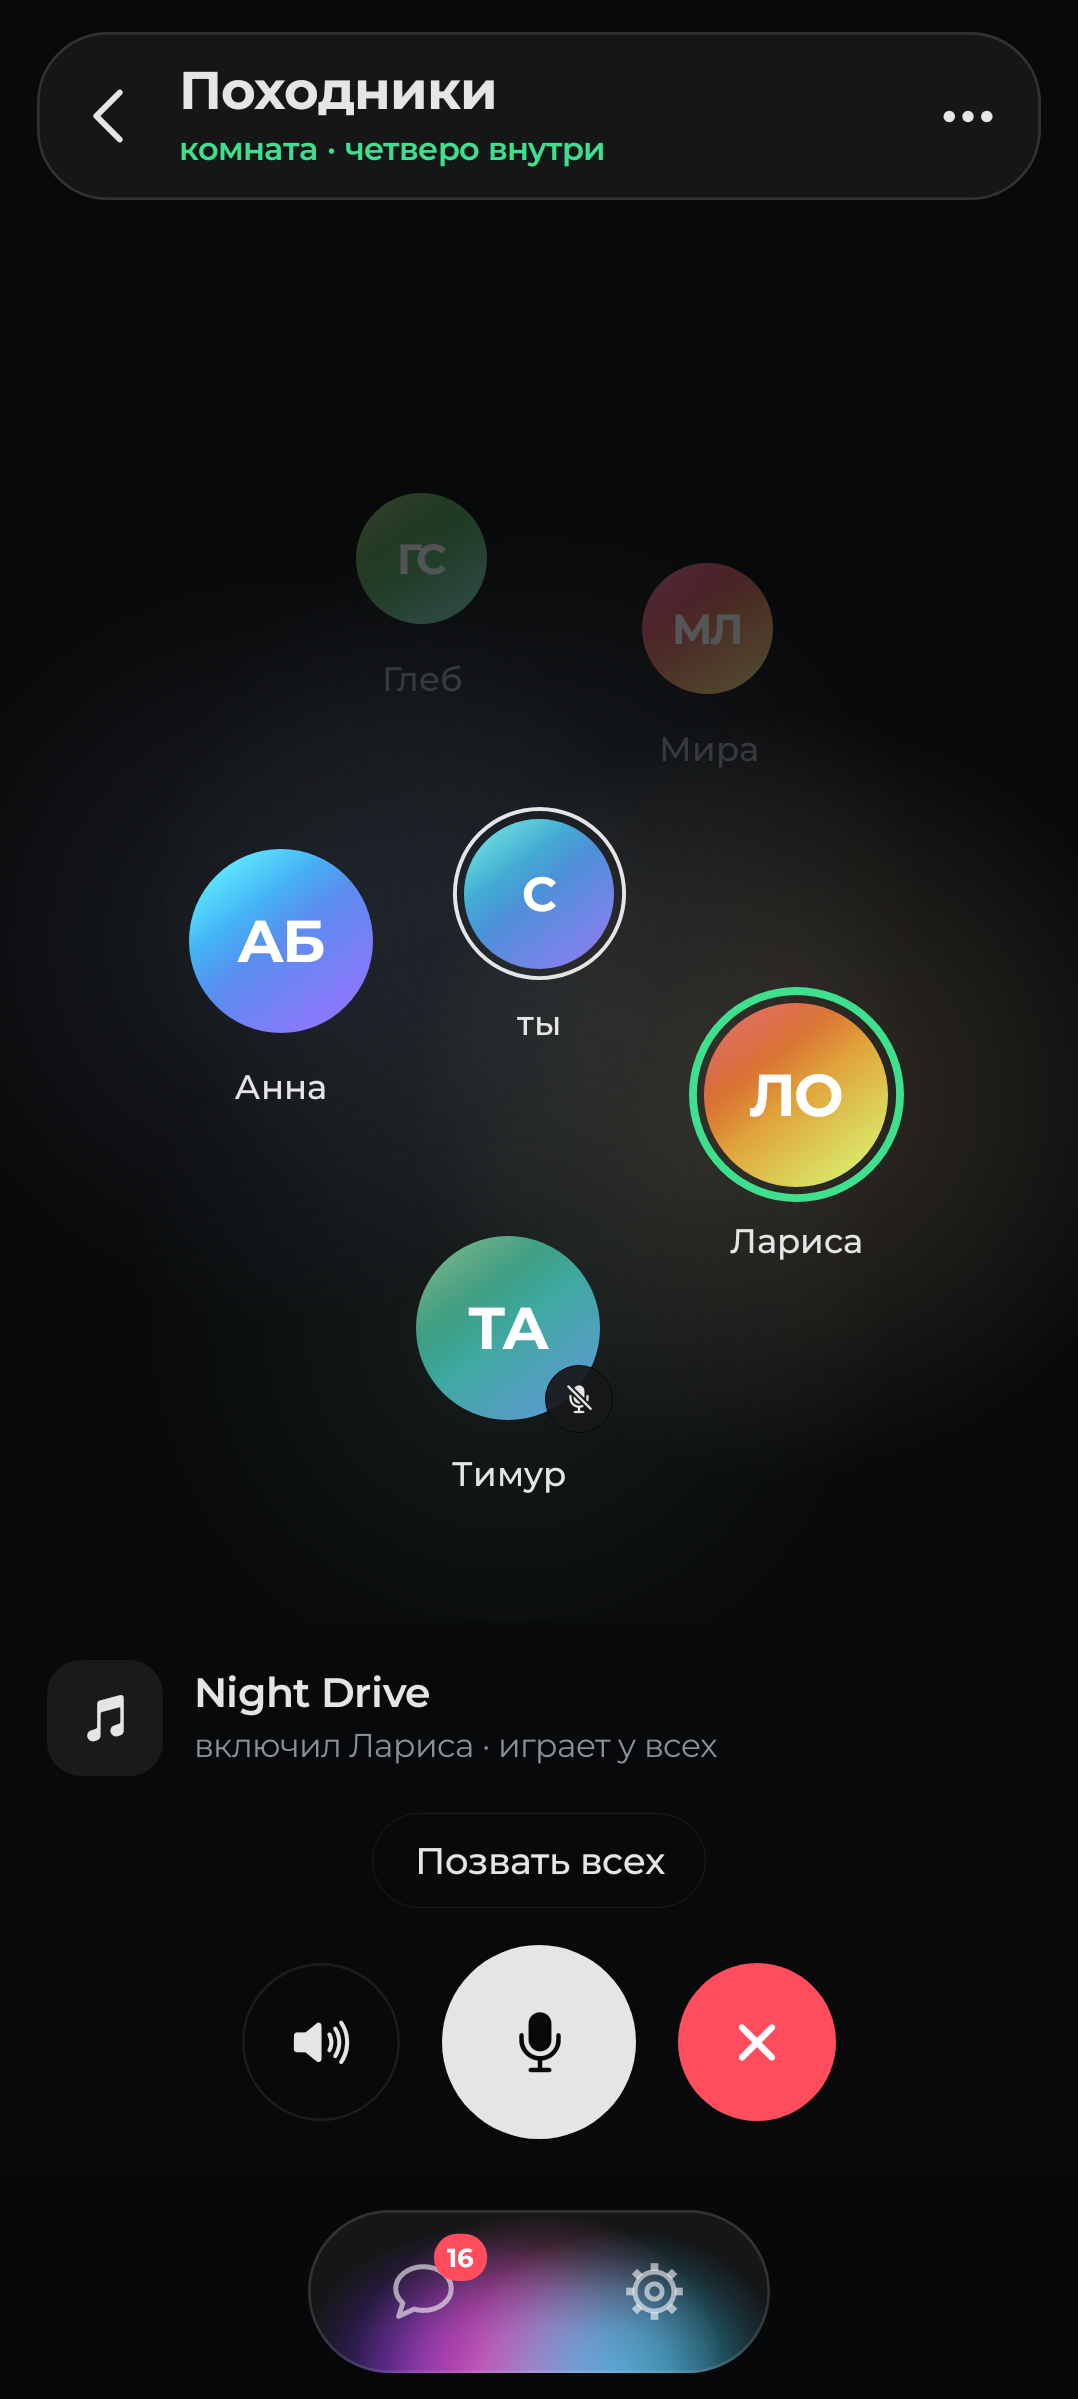 Походники
комната · четверо внутри
ГС
Глеб
МЛ
Мира
С
ты
АБ
Анна
ЛО
Лариса
ТА
Тимур
Night Drive
включил Лариса · играет у всех
Позвать всех
16